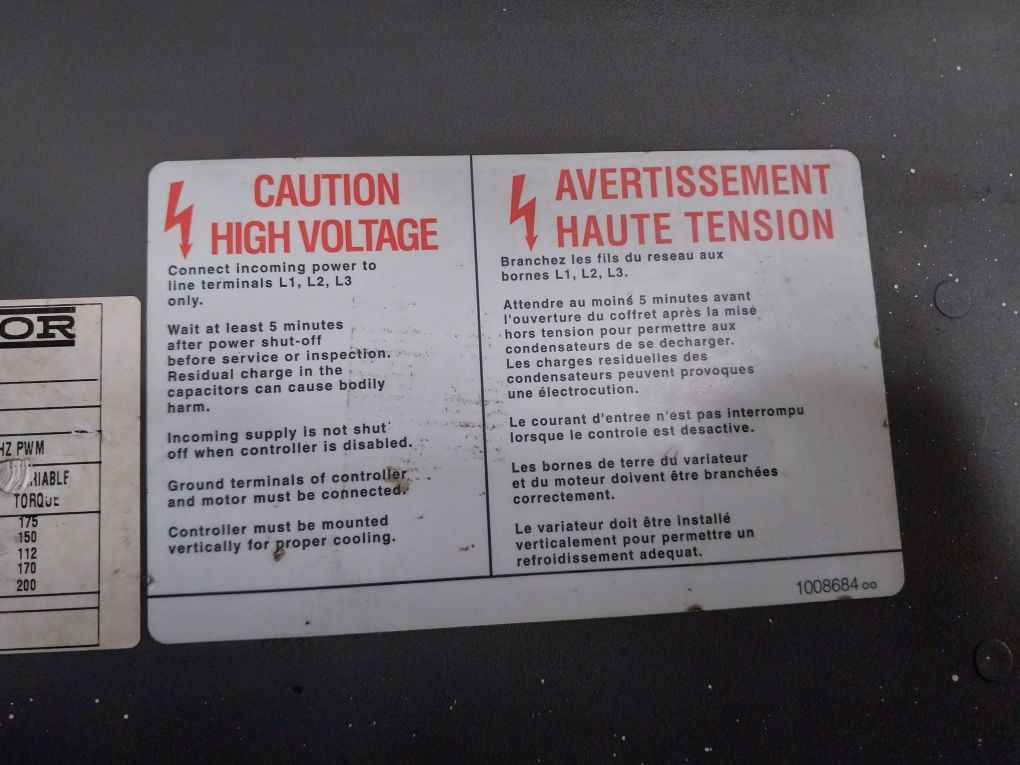 OR
HZ PWM
RIABLE
TORQUE
175
150
112
170
200
CAUTION
HIGH VOLTAGE
Connect incoming power to
line terminals L1, L2, L3
only.
Wait at least 5 minutes
after power shut-off
before service or inspection.
Residual charge in the
capacitors can cause bodily
harm.
Incoming supply is not shut
off when controller is disabled.
Ground terminals of controller
and motor must be connected.
Controller must be mounted
vertically for proper cooling.
AVERTISSEMENT
HAUTE TENSION
Branchez les fils du reseau aux
bornes L1, L2, L3.
Attendre au moins 5 minutes avant
l'ouverture du coffret après la mise
hors tension pour permettre aux
condensateurs de se decharger.
Les charges residuelles des
condensateurs peuvent provoques
une électrocution.
Le courant d'entree n'est pas interrompu
lorsque le controle est desactive.
Les bornes de terre du variateur
et du moteur doivent être branchées
correctement.
Le variateur doit être installé
verticalement pour permettre un
refroidissement adequat.
1008684 00